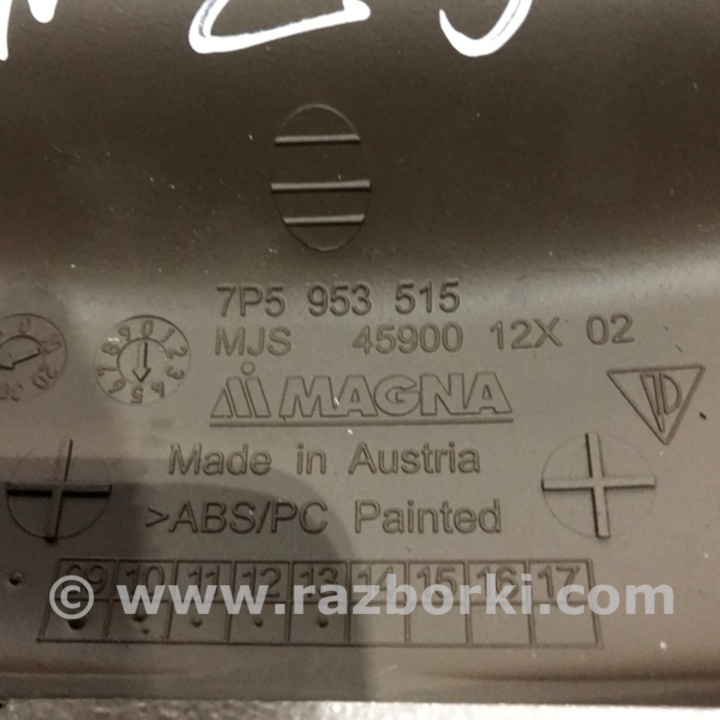 7P5 953 515
MJS 45900 12X 02
MAGNA
Made in Austria
>ABS/PC Painted
09 10 11 12 13 14 15 16 17
© www.razborki.com